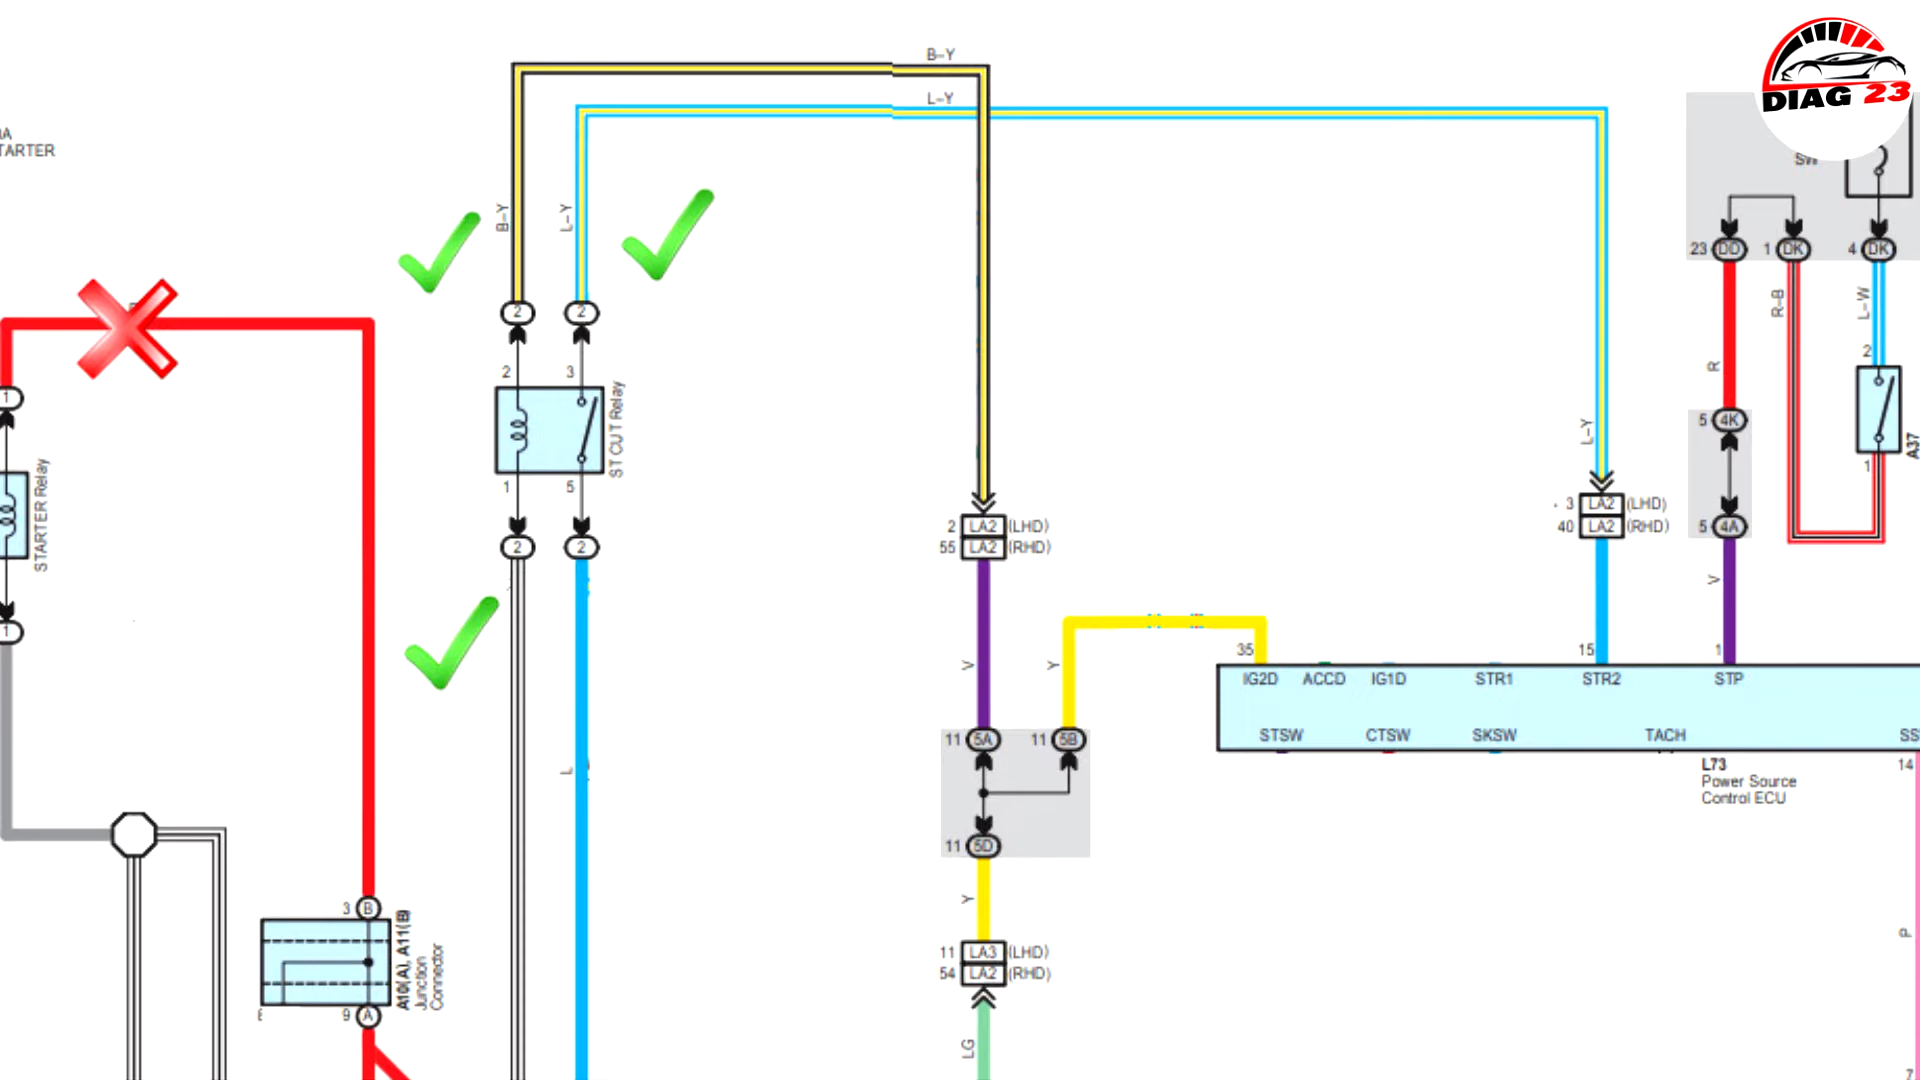 B–Y
L–Y
DIAG 23
TARTER
B–Y
L–Y
SW
23 DD
1 DK
4 DK
2
2
R–B
L–W
2
3
R
1
ST CUT Relay
L–Y
5 4K
A37
1
1
5
STARTER Relay
2 LA2 (LHD)
55 LA2 (RHD)
3 LA2 (LHD)
40 LA2 (RHD)
5 4A
2
2
V
1
V
Y
35
15
1
IG2D
ACCD
IG1D
STR1
STR2
STP
STSW
CTSW
SKSW
TACH
SS
11 5A
11 5B
L
L73
Power Source
Control ECU
14
11 5D
Y
3 B
A10(A), A11(B)
Junction
Connector
P
11 LA3 (LHD)
54 LA2 (RHD)
9 A
LG
7